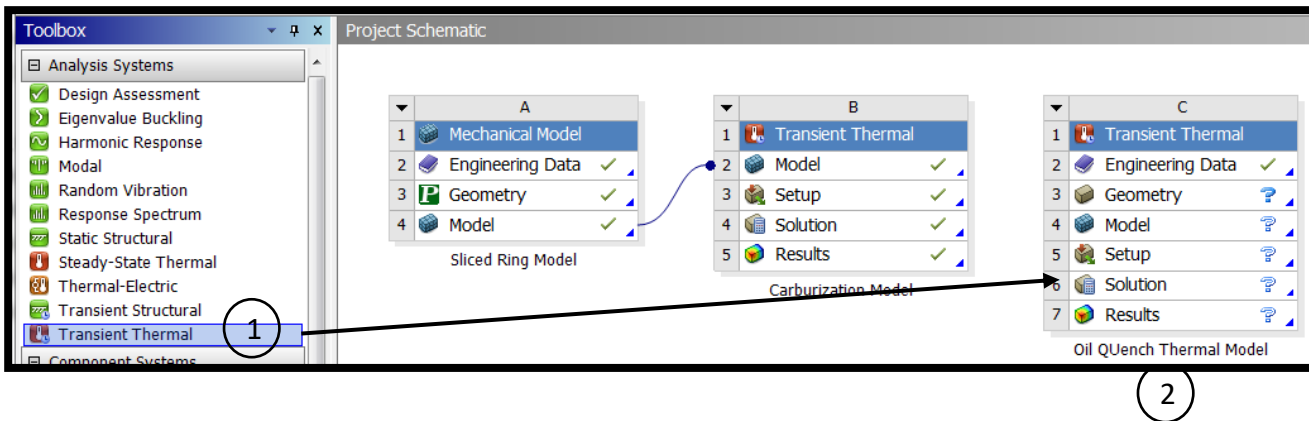 Toolbox
Project Schematic
Analysis Systems
Design Assessment
Eigenvalue Buckling
Harmonic Response
Modal
Random Vibration
Response Spectrum
Static Structural
Steady-State Thermal
Thermal-Electric
Transient Structural
Transient Thermal
Component Systems
1
A
1 Mechanical Model
2 Engineering Data
3 P Geometry
4 Model
Sliced Ring Model
B
1 Transient Thermal
2 Model
3 Setup
4 Solution
5 Results
Carburization Model
C
1 Transient Thermal
2 Engineering Data
3 Geometry ?
4 Model ?
5 Setup ?
6 Solution ?
7 Results ?
Oil QUench Thermal Model
2